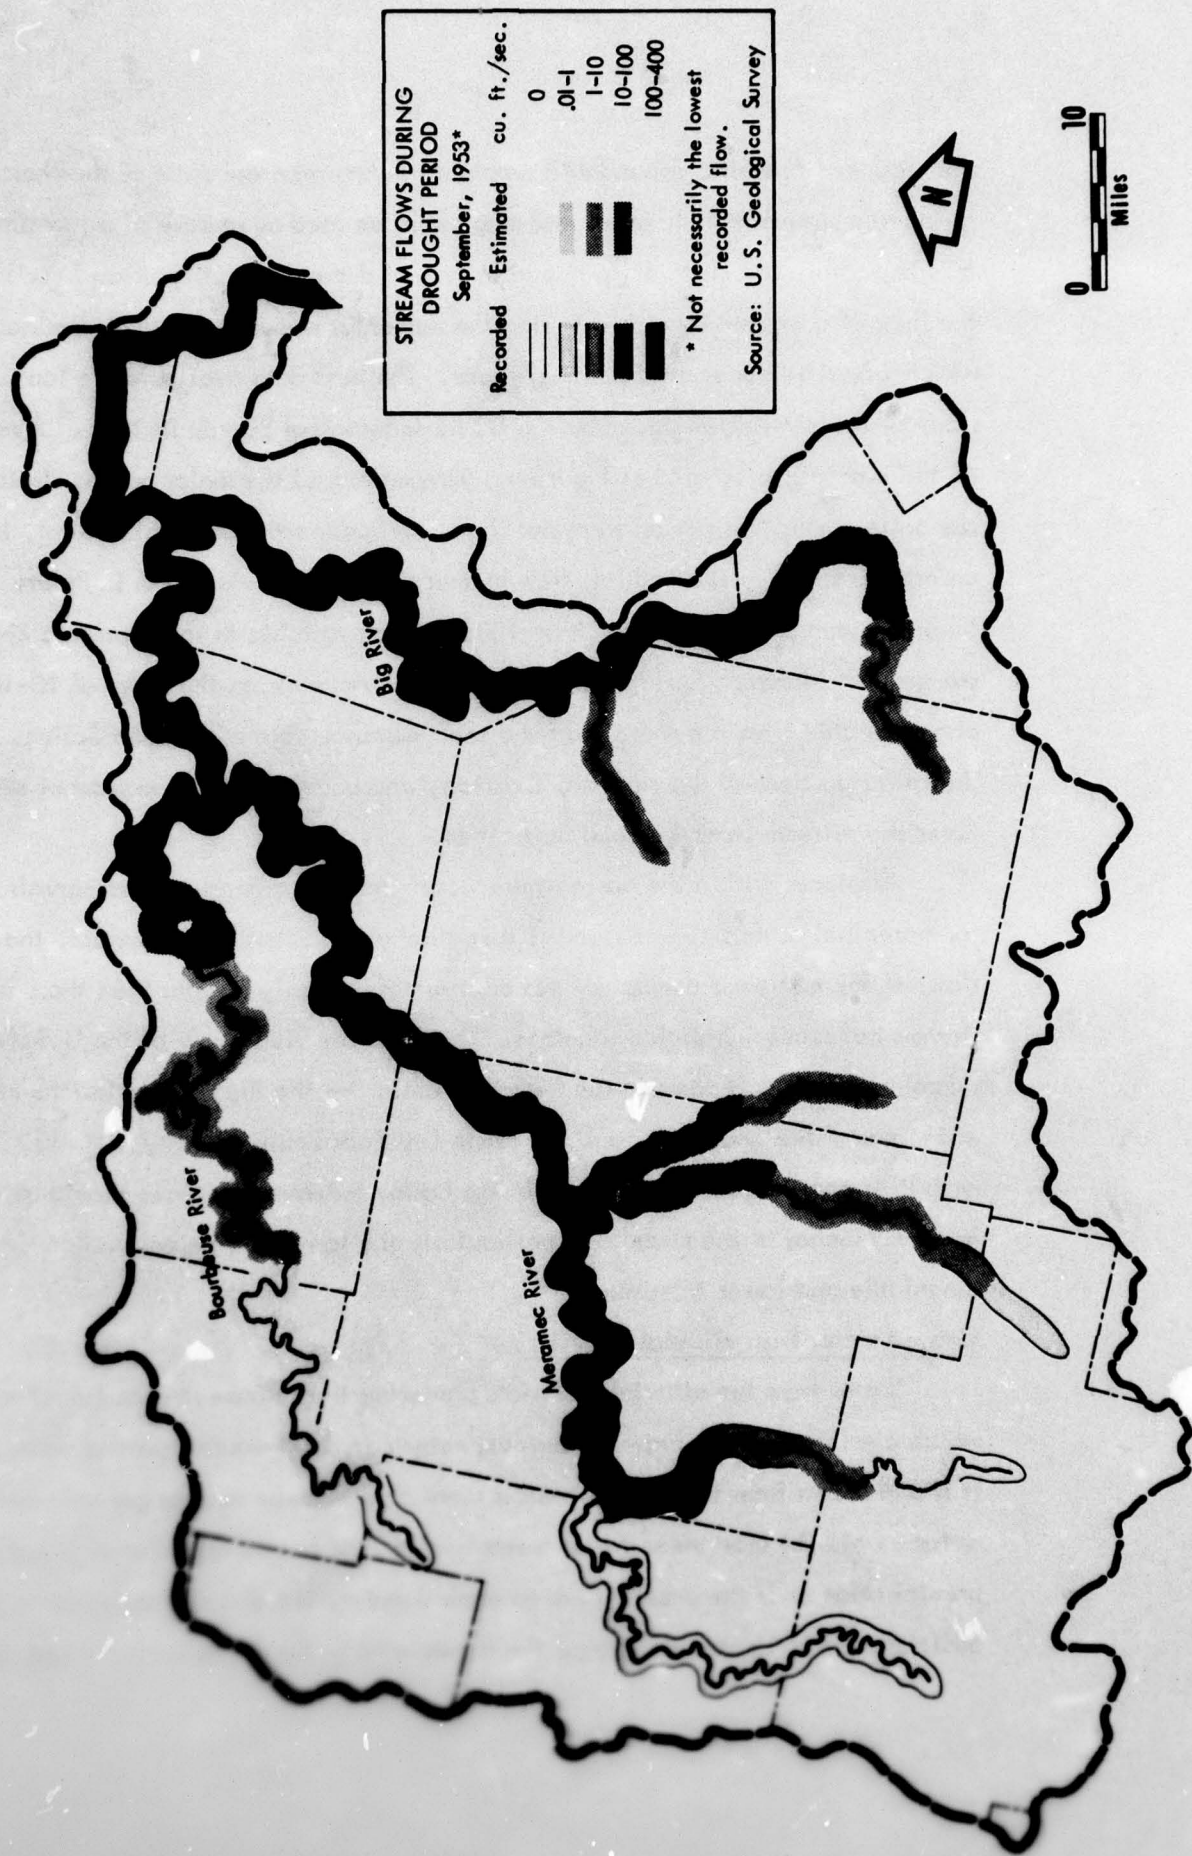 STREAM FLOWS DURING
DROUGHT PERIOD
September, 1953*
Recorded Estimated cu. ft./sec.
0
.01-1
1-10
10-100
100-400
* Not necessarily the lowest
recorded flow.
Source: U. S. Geological Survey
N
0 10
Miles
Big River
Bourbeuse River
Meramec River